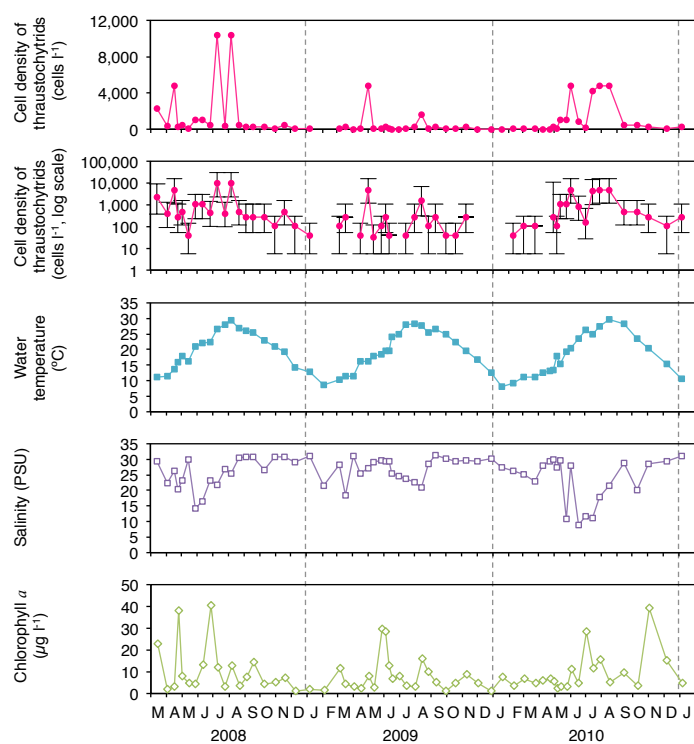 Cell density of
thraustochytrids
(cells l-1)
12,000
8,000
4,000
0
Cell density of
thraustochytrids
(cells l-1, log scale)
100,000
10,000
1,000
100
10
1
Water
temperature
(ºC)
35
30
25
20
15
10
5
0
Salinity (PSU)
35
30
25
20
15
10
5
0
Chlorophyll a
(µg l-1)
50
40
30
20
10
0
M A M J J A S O N D J F M A M J J A S O N D J F M A M J J A S O N D J
2008 2009 2010